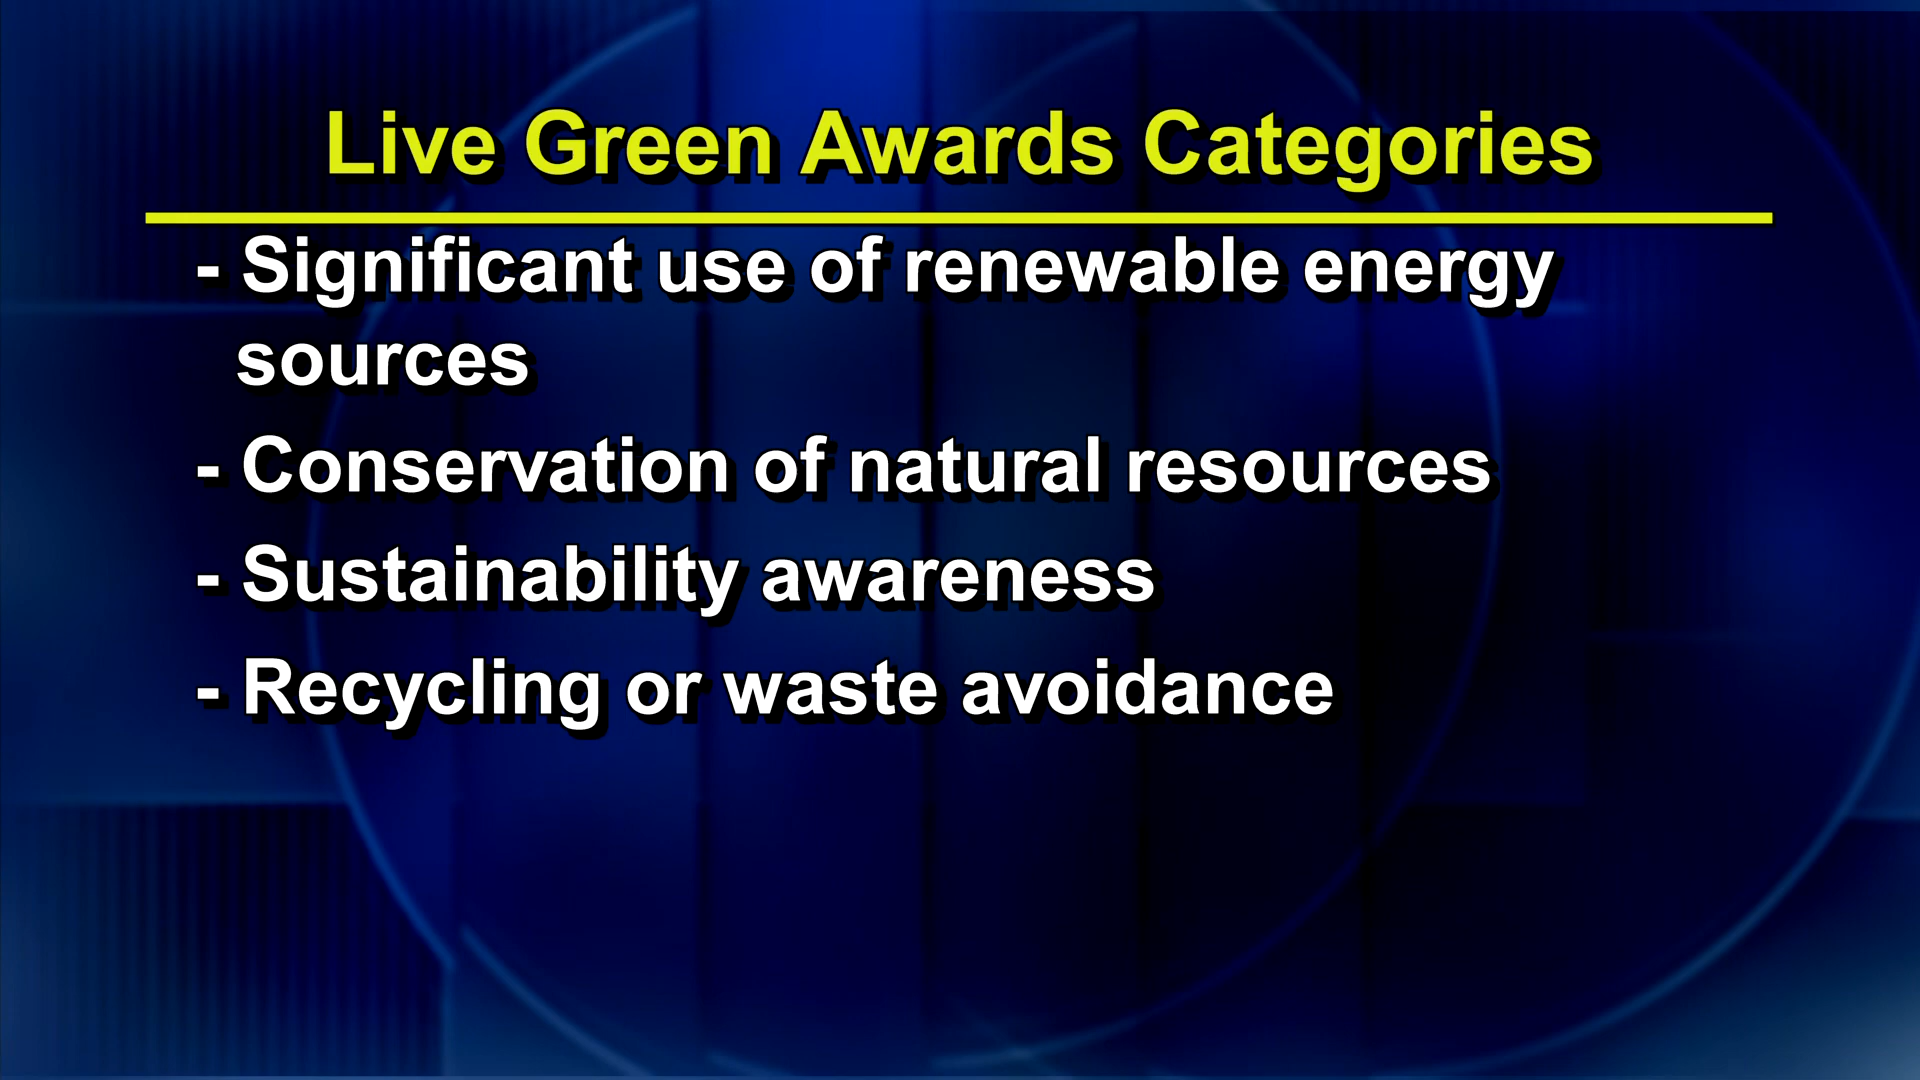 Live Green Awards Categories
- Significant use of renewable energy
sources
- Conservation of natural resources
- Sustainability awareness
- Recycling or waste avoidance